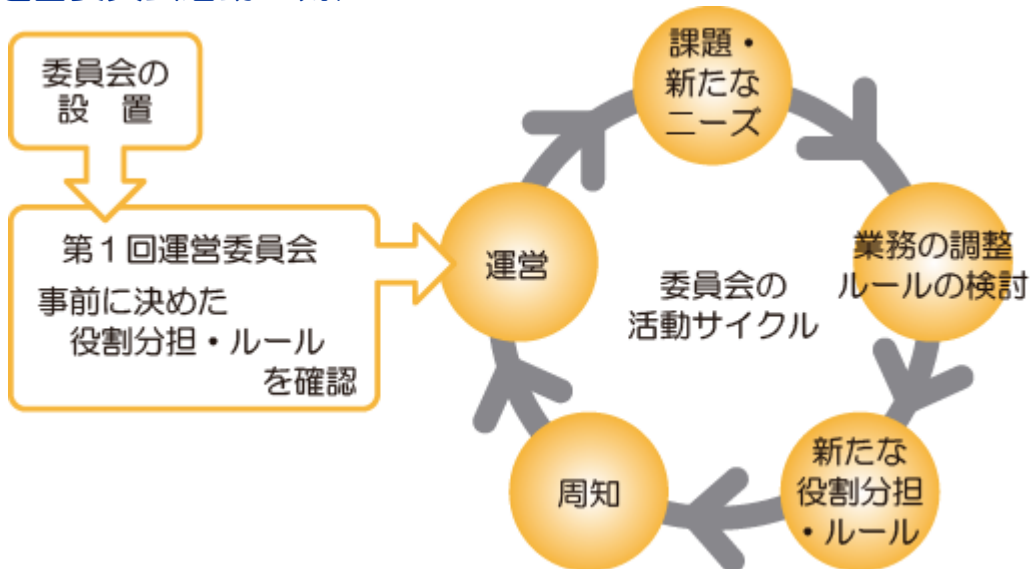 委員会の
設　置
第1回運営委員会
事前に決めた
役割分担・ルール
を確認
運営
課題・
新たな
ニーズ
業務の調整
ルールの検討
新たな
役割分担
・ルール
周知
委員会の
活動サイクル